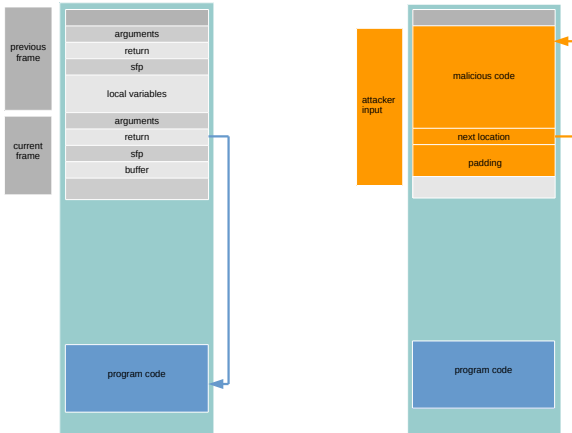 previous
frame
current
frame
arguments
return
sfp
local variables
arguments
return
sfp
buffer
program code
attacker
input
malicious code
next location
padding
program code